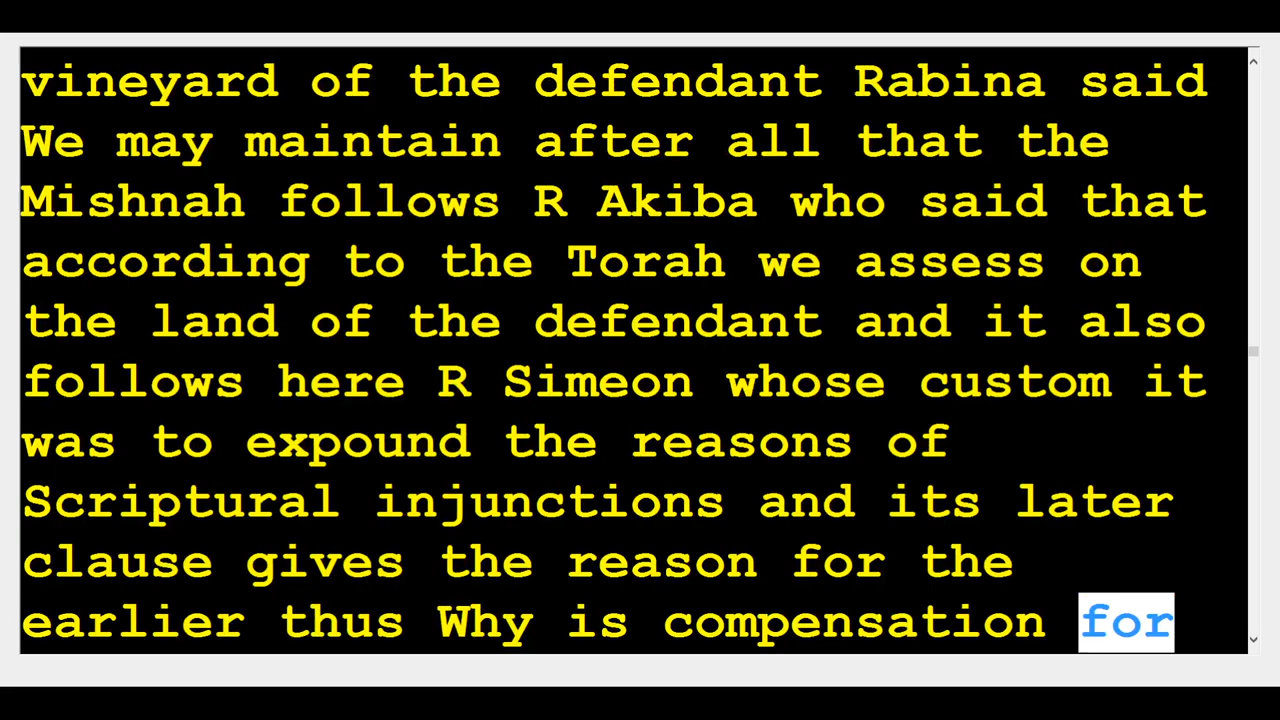 vineyard of the defendant Rabina said
We may maintain after all that the
Mishnah follows R Akiba who said that
according to the Torah we assess on
the land of the defendant and it also
follows here R Simeon whose custom it
was to expound the reasons of
Scriptural injunctions and its later
clause gives the reason for the
earlier thus Why is compensation for